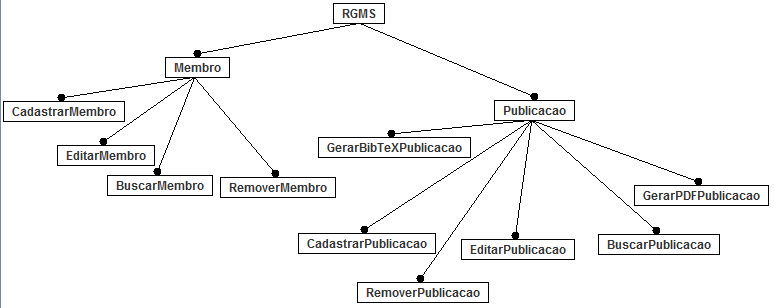 RGMS
Membro
Publicacao
CadastrarMembro
GerarBibTeXPublicacao
EditarMembro
BuscarMembro
RemoverMembro
GerarPDFPublicacao
CadastrarPublicacao
EditarPublicacao
BuscarPublicacao
RemoverPublicacao